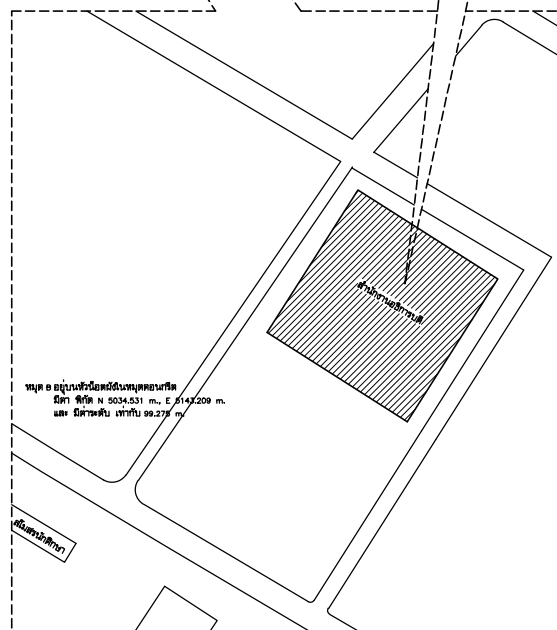 สำนักงานอธิการบดี
หมุด B อยู่บนหัวน็อตฝังในหมุดคอนกรีต
มีค่า พิกัด N 5034.531 m., E 5143.209 m.
และ มีค่าระดับ เท่ากับ 99.275 m.
สโมสรนักศึกษา